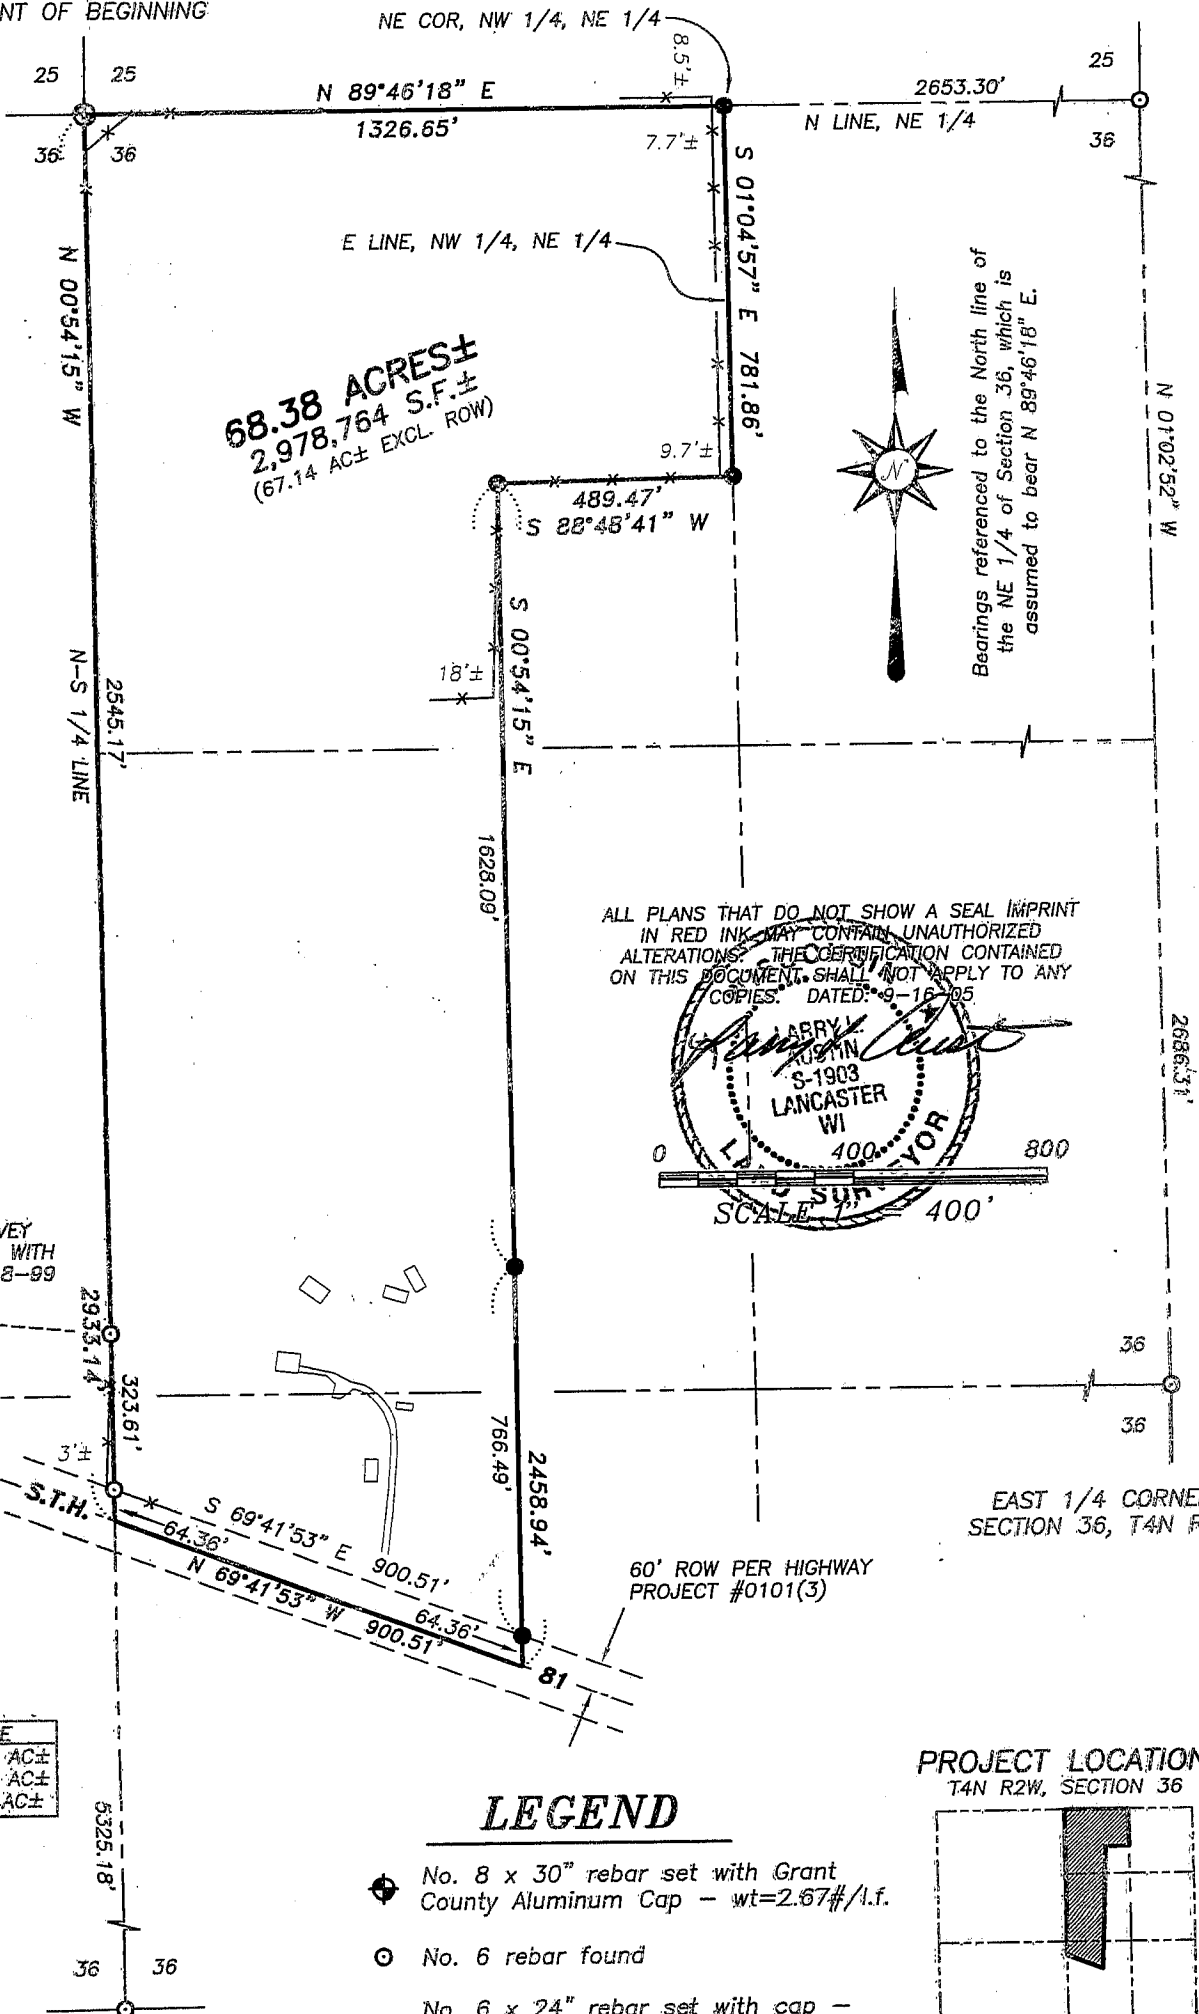 NT OF BEGINNING
NE COR, NW 1/4, NE 1/4
8.5'±
25
25
25
N 89°46'18" E
1326.65'
2653.30'
N LINE, NE 1/4
36
36
36
7.7'±
S 01°04'57" E 781.86'
E LINE, NW 1/4, NE 1/4
N 00°54'15" W
68.38 ACRES±
2,978,764 S.F.±
(67.14 AC± EXCL. ROW)
9.7'±
489.47'
S 88°48'41" W
N
Bearings referenced to the North line of
the NE 1/4 of Section 36, which is
assumed to bear N 89°46'18" E.
N 01°02'52" W
S 00°54'15" E
18'±
2545.17'
N-S 1/4 LINE
1628.09'
ALL PLANS THAT DO NOT SHOW A SEAL IMPRINT
IN RED INK MAY CONTAIN UNAUTHORIZED
ALTERATIONS. THE CERTIFICATION CONTAINED
ON THIS DOCUMENT SHALL NOT APPLY TO ANY
COPIES. DATED: 9-16-05
LARRY L.
AUSTIN
S-1903
LANCASTER
WI
LAND SURVEYOR
2686.31'
0 400 800
SCALE 1" = 400'
VEY
WITH
8-99
2933.14'
323.61'
36
36
766.49'
2458.94'
3'±
S.T.H.
S 69°41'53" E 900.51'
64.36'
N 69°41'53" W 900.51'
64.36'
81
EAST 1/4 CORNE
SECTION 36, T4N R
60' ROW PER HIGHWAY
PROJECT #0101(3)
E
AC±
AC±
AC±
5325.18'
PROJECT LOCATION
T4N R2W, SECTION 36
LEGEND
No. 8 x 30" rebar set with Grant
County Aluminum Cap - wt=2.67#/l.f.
No. 6 rebar found
No. 6 x 24" rebar set with cap -
36
36